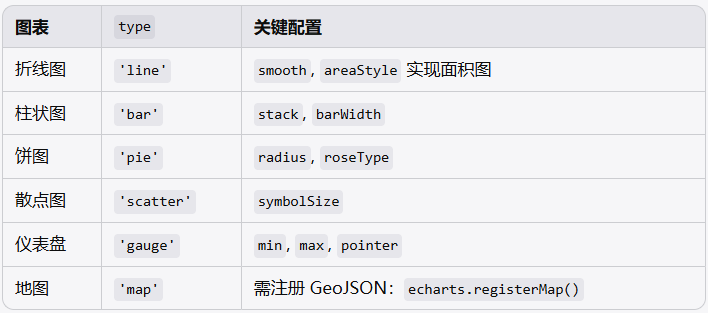 图表 type 关键配置
折线图 'line' smooth, areaStyle 实现面积图
柱状图 'bar' stack, barWidth
饼图 'pie' radius, roseType
散点图 'scatter' symbolSize
仪表盘 'gauge' min, max, pointer
地图 'map' 需注册 GeoJSON：echarts.registerMap()